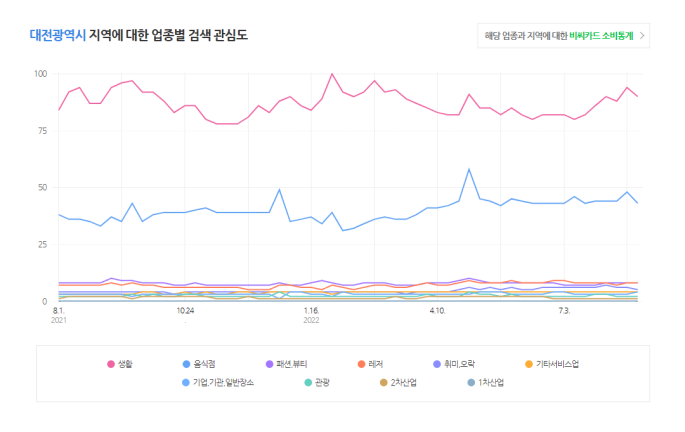 대전광역시 지역에 대한 업종별 검색 관심도
해당 업종과 지역에 대한 비씨카드 소비통계 >
100
75
50
25
0
8.1. 10.24 1.16. 4.10. 7.3.
2021 2022
생활 음식점 패션,뷰티 레저 취미,오락 기타서비스업
기업,기관,일반장소 관광 2차산업 1차산업